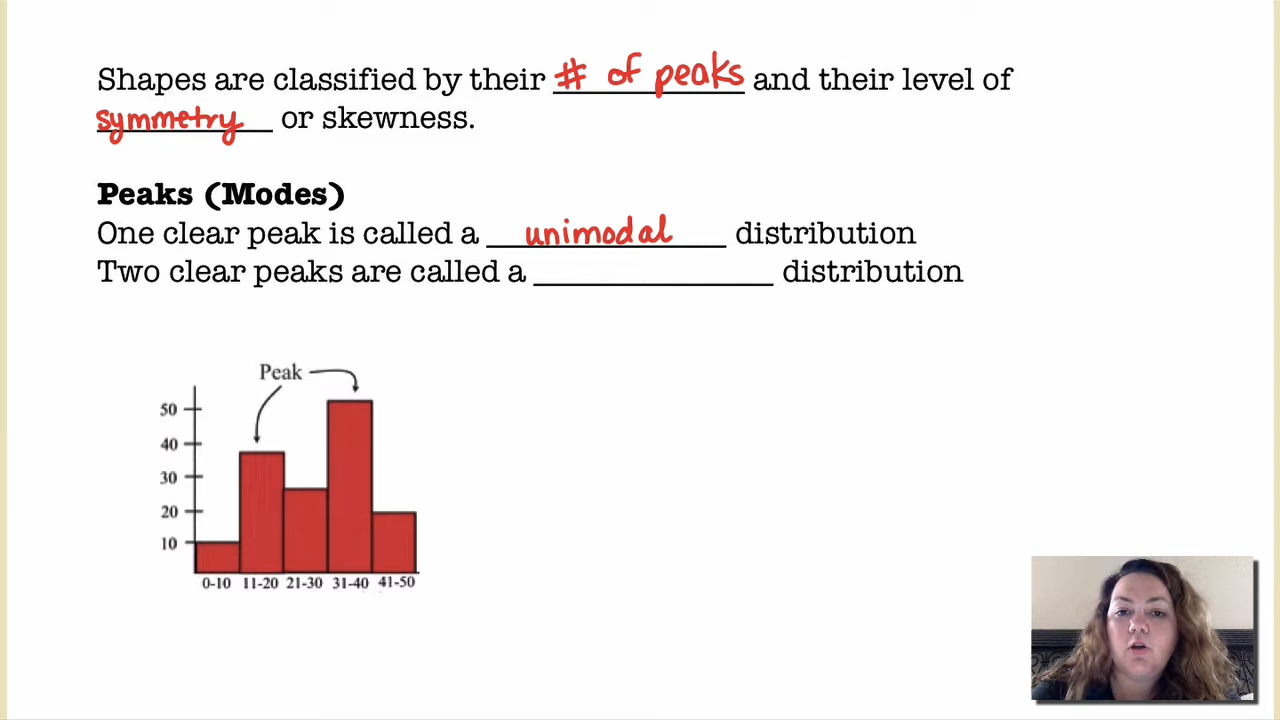 Shapes are classified by their # of peaks and their level of
symmetry or skewness.
Peaks (Modes)
One clear peak is called a unimodal distribution
Two clear peaks are called a ____________ distribution
Peak
50
40
30
20
10
0-10 11-20 21-30 31-40 41-50